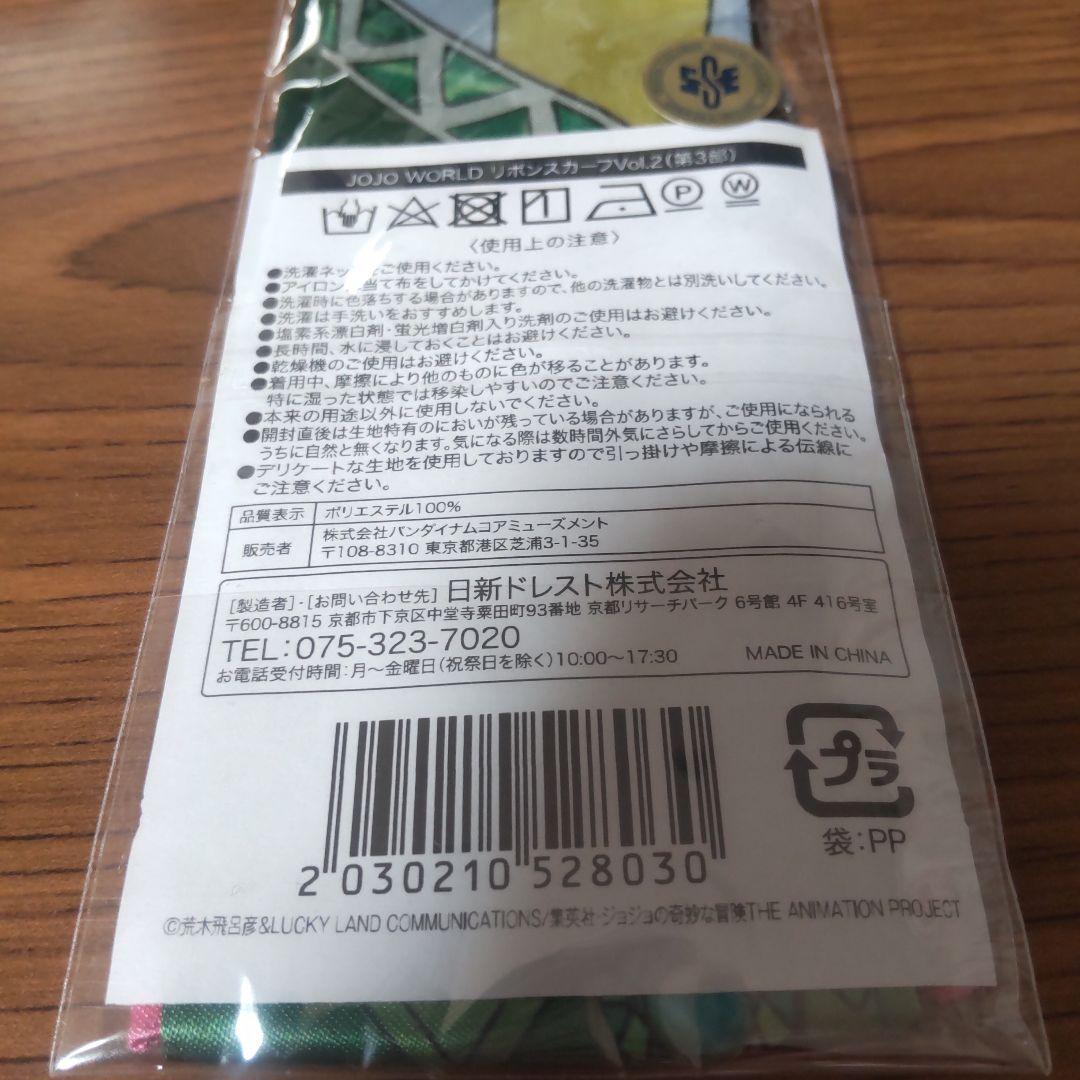 JOJO WORLD リボンスカーフVol.2(第3部)
P W
〈使用上の注意〉
●洗濯ネットをご使用ください。
●アイロンは当て布をしてかけてください。
●洗濯時に色落ちする場合がありますので、他の洗濯物とは別洗いしてください。
●洗濯は手洗いをおすすめします。
●塩素系漂白剤・蛍光増白剤入り洗剤のご使用はお避けください。
●長時間、水に浸しておくことはお避けください。
●乾燥機のご使用はお避けください。
●着用中、摩擦により他のものに色が移ることがあります。
特に湿った状態では移染しやすいのでご注意ください。
●本来の用途以外に使用しないでください。
●開封直後は生地特有のにおいが残っている場合がありますが、ご使用になられる
うちに自然と無くなります。気になる際は数時間外気にさらしてからご使用ください。
●デリケートな生地を使用しておりますので引っ掛けや摩擦による伝線に
ご注意ください。
品質表示 ポリエステル100%
販売者 株式会社バンダイナムコアミューズメント
〒108-8310 東京都港区芝浦3-1-35
[製造者]・[お問い合わせ先] 日新ドレスト株式会社
〒600-8815 京都市下京区中堂寺粟田町93番地 京都リサーチパーク 6号館 4F 416号室
TEL:075-323-7020
お電話受付時間:月〜金曜日(祝祭日を除く)10:00〜17:30
MADE IN CHINA
プラ
袋:PP
2 030210 528030
©荒木飛呂彦&LUCKY LAND COMMUNICATIONS/集英社・ジョジョの奇妙な冒険THE ANIMATION PROJECT